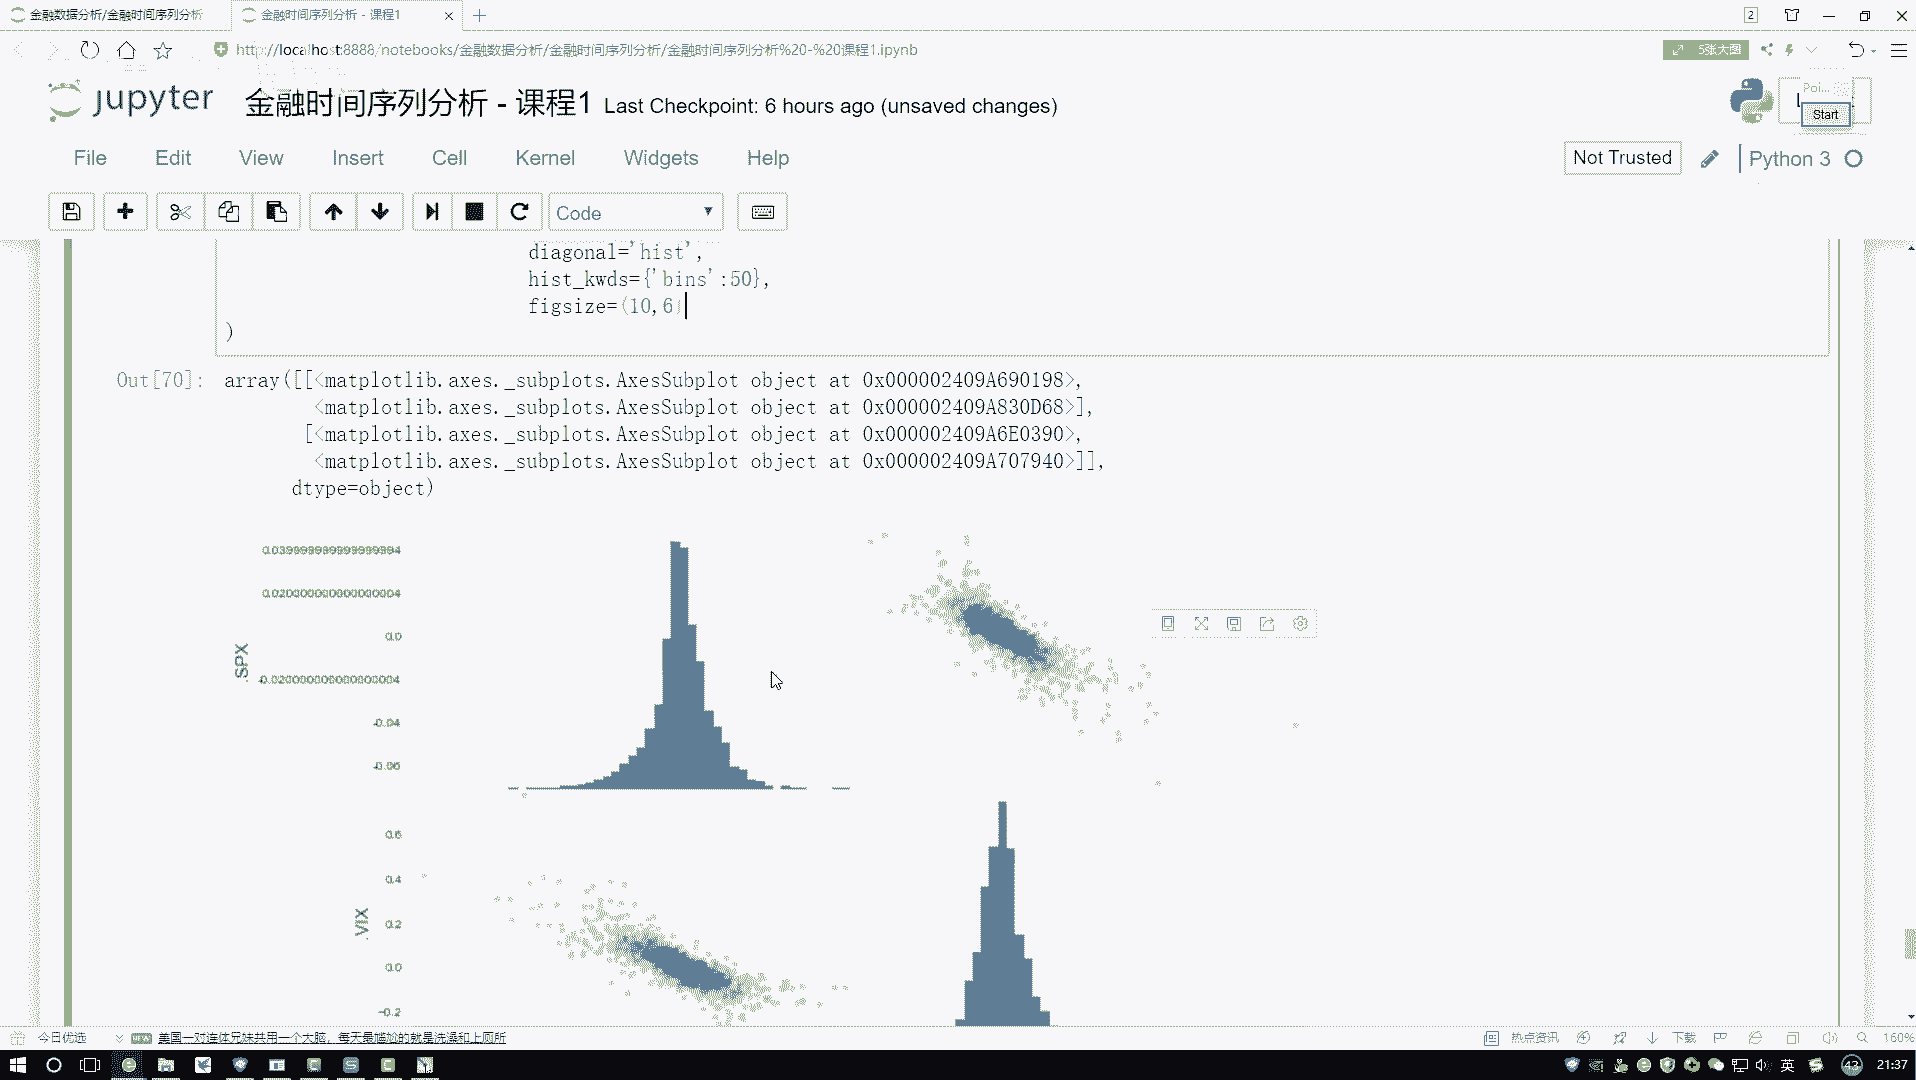 金融数据分析/金融时间序列分析
金融时间序列分析 - 课程1
2
http://localhost:8888/notebooks/金融数据分析/金融时间序列分析/金融时间序列分析%20-%20课程1.ipynb
5张大图
jupyter
金融时间序列分析 - 课程1 Last Checkpoint: 6 hours ago (unsaved changes)
Poi...
Start
File Edit View Insert Cell Kernel Widgets Help
Not Trusted
Python 3
Code
diagonal='hist',
hist_kwds={'bins':50},
figsize=(10,6)
)
Out[70]: array([[<matplotlib.axes._subplots.AxesSubplot object at 0x000002409A690198>,
<matplotlib.axes._subplots.AxesSubplot object at 0x000002409A830D68>],
[<matplotlib.axes._subplots.AxesSubplot object at 0x000002409A6E0390>,
<matplotlib.axes._subplots.AxesSubplot object at 0x000002409A707940>]],
dtype=object)
0.039999999999999994
0.020000000000000004
0.0
-0.020000000000000004
-0.04
-0.06
.SPX
0.6
0.4
0.2
0.0
-0.2
.VIX
今日优选
NEW
美国一对连体兄妹共用一个大脑，每天最尴尬的就是洗澡和上厕所
热点资讯
下载
160%
英
43
21:37